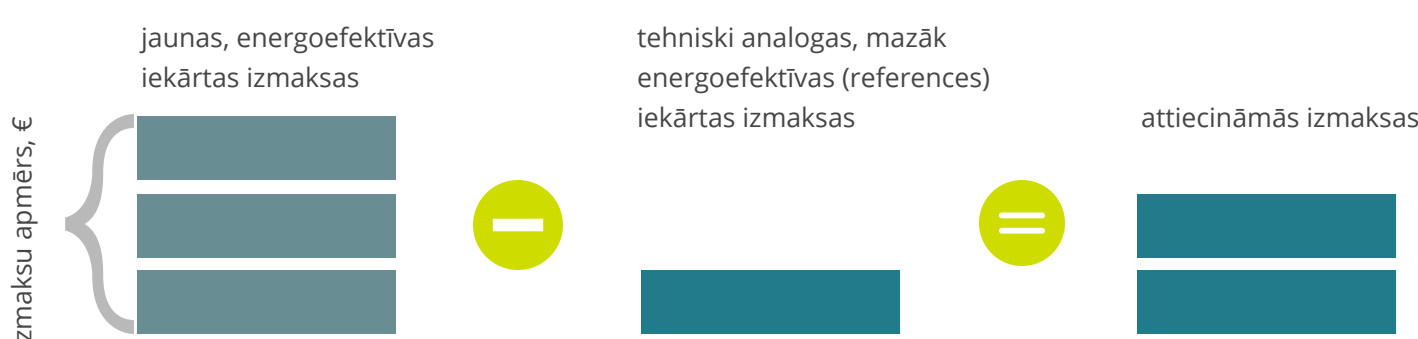 jaunas, energoefektīvas
iekārtas izmaksas
tehniski analogas, mazāk
energoefektīvas (references)
iekārtas izmaksas
attiecināmās izmaksas
zmaksu apmērs, €